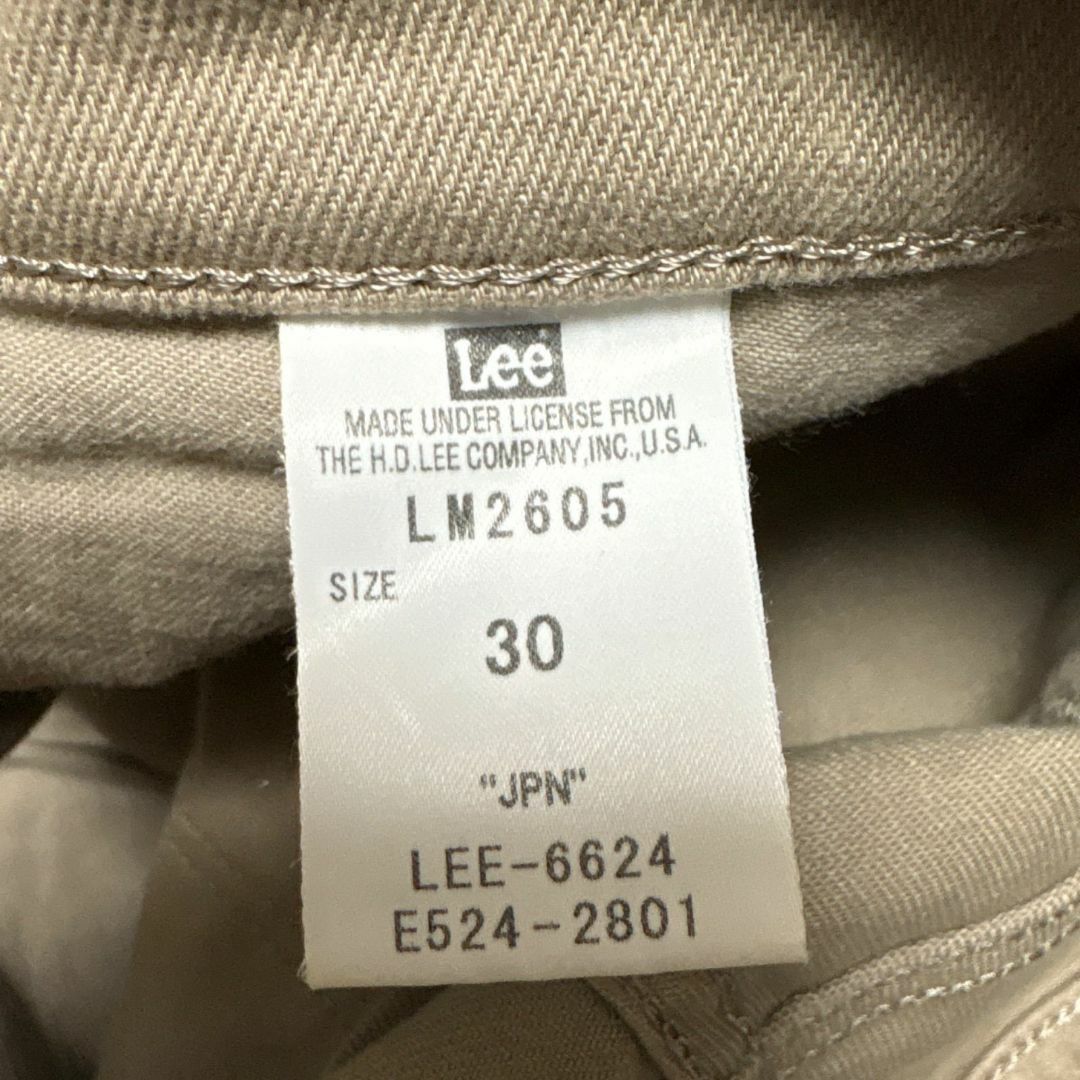 Lee
MADE UNDER LICENSE FROM
THE H.D.LEE COMPANY,INC.,U.S.A.
LM2605
SIZE
30
"JPN"
LEE-6624
E524-2801